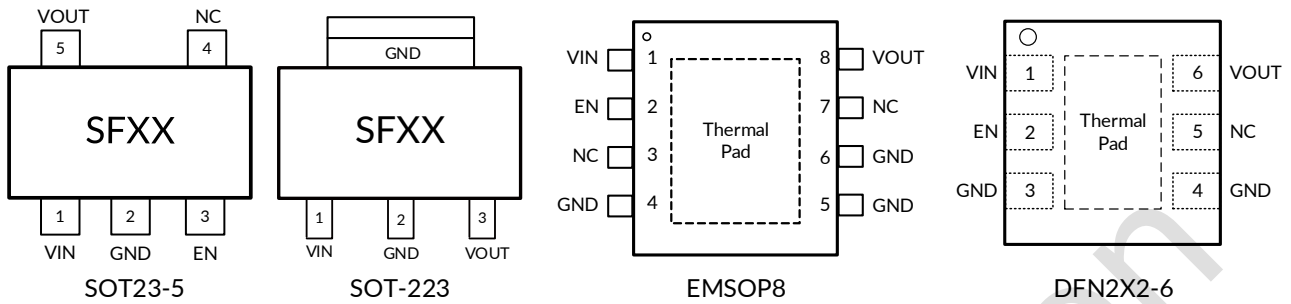 VOUT NC
5 4
SFXX
1 2 3
VIN GND EN
SOT23-5
GND
SFXX
1 2 3
VIN GND VOUT
SOT-223
VIN 1 8 VOUT
EN 2 7 NC
Thermal
Pad
NC 3 6 GND
GND 4 5 GND
EMSOP8
VIN 1 6 VOUT
EN 2 5 NC
Thermal
Pad
GND 3 4 GND
DFN2X2-6